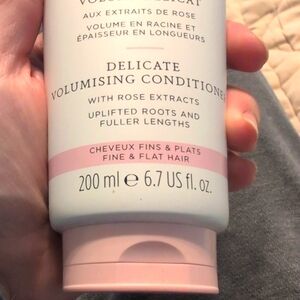 AUX EXTRAITS DE ROSE
VOLUME EN RACINE ET
ÉPAISSEUR EN LONGUEURS
DELICATE
VOLUMISING CONDITIONER
WITH ROSE EXTRACTS
UPLIFTED ROOTS AND
FULLER LENGTHS
CHEVEUX FINS & PLATS
FINE & FLAT HAIR
200 ml ℮ 6.7 US fl. oz.